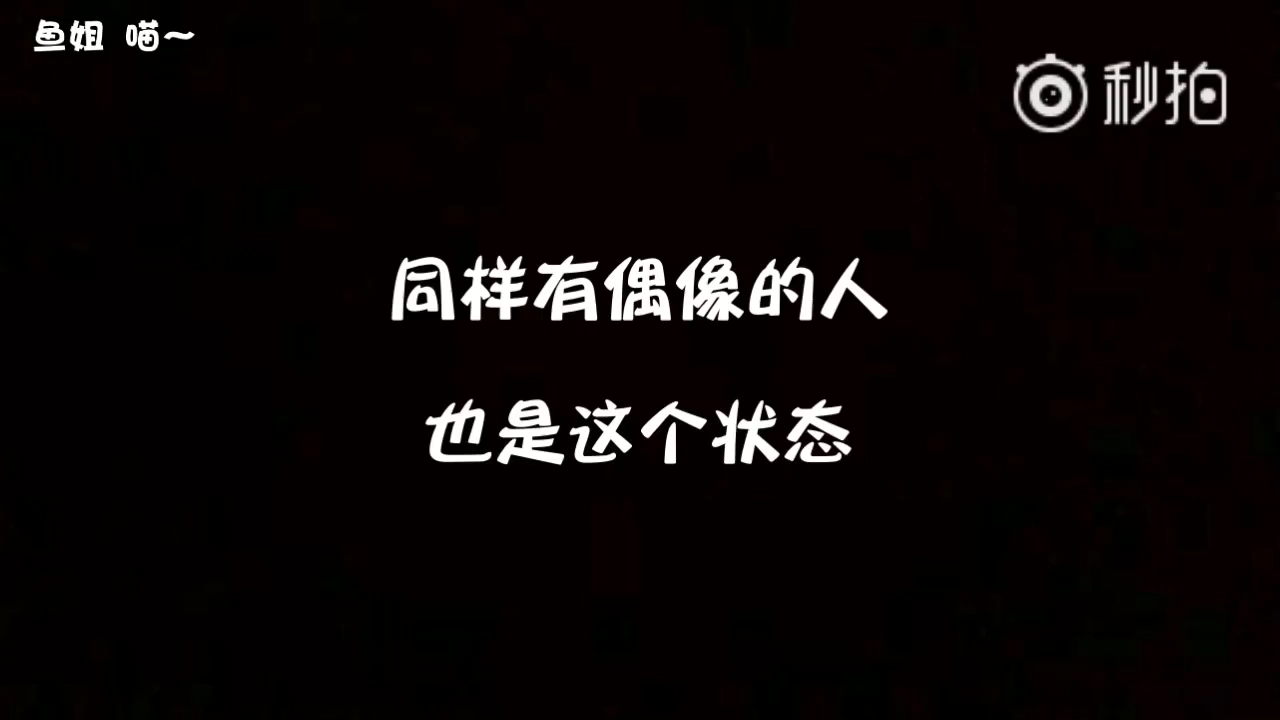 鱼姐 喵～
秒拍
同样有偶像的人
也是这个状态